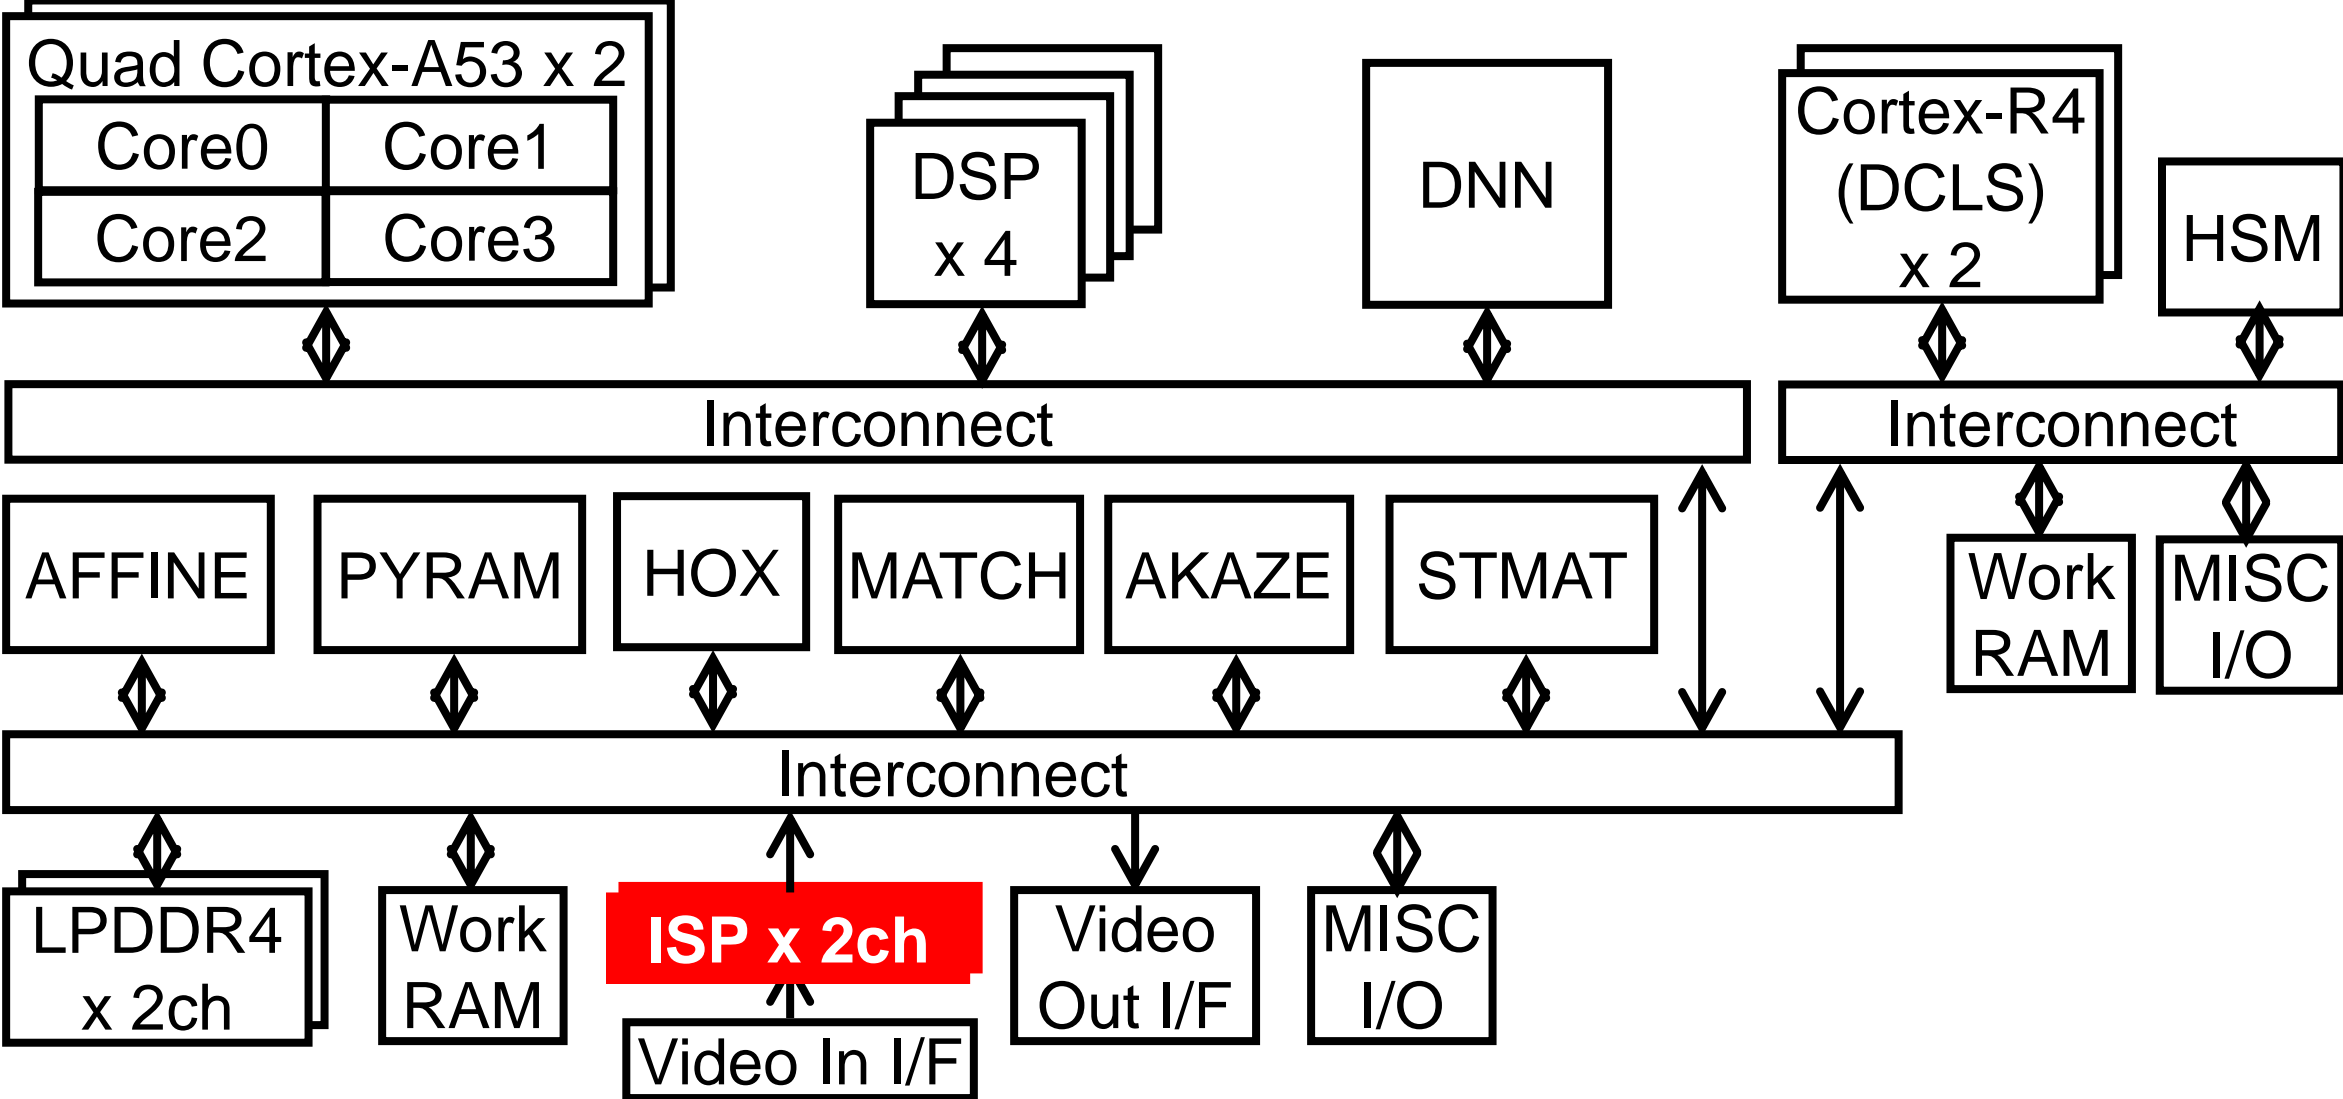 Quad Cortex-A53 x 2
Core0
Core1
Core2
Core3
DSP
x 4
DNN
Cortex-R4
(DCLS)
x 2
HSM
Interconnect
Interconnect
AFFINE
PYRAM
HOX
MATCH
AKAZE
STMAT
Work
RAM
MISC
I/O
Interconnect
LPDDR4
x 2ch
Work
RAM
ISP x 2ch
Video In I/F
Video
Out I/F
MISC
I/O